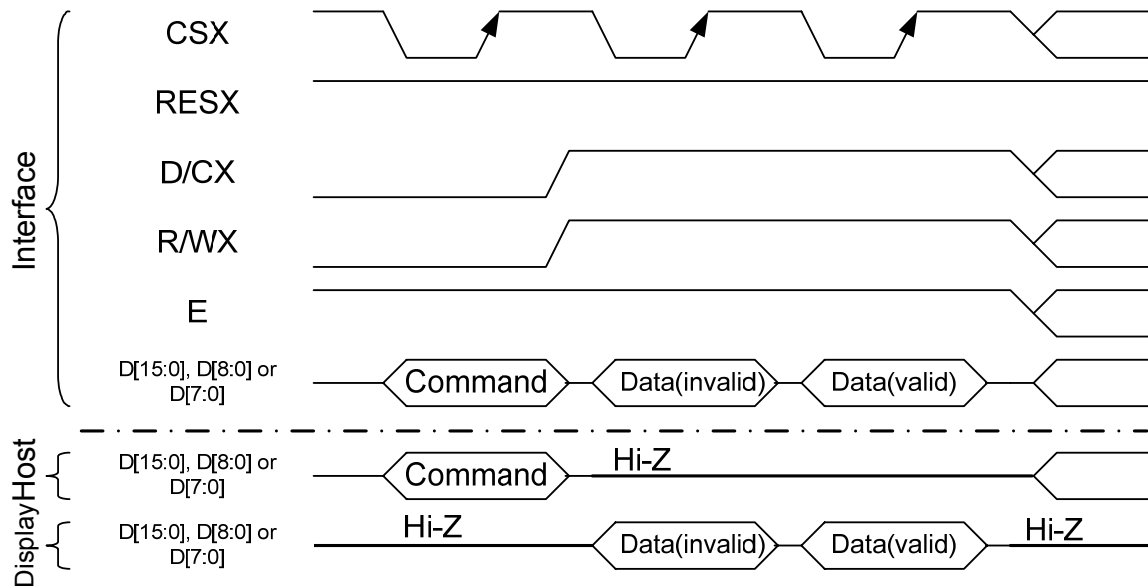 Interface
CSX
RESX
D/CX
R/WX
E
D[15:0], D[8:0] or
D[7:0]
Command
Data(invalid)
Data(valid)
Host
D[15:0], D[8:0] or
D[7:0]
Command
Hi-Z
Display
D[15:0], D[8:0] or
D[7:0]
Hi-Z
Data(invalid)
Data(valid)
Hi-Z